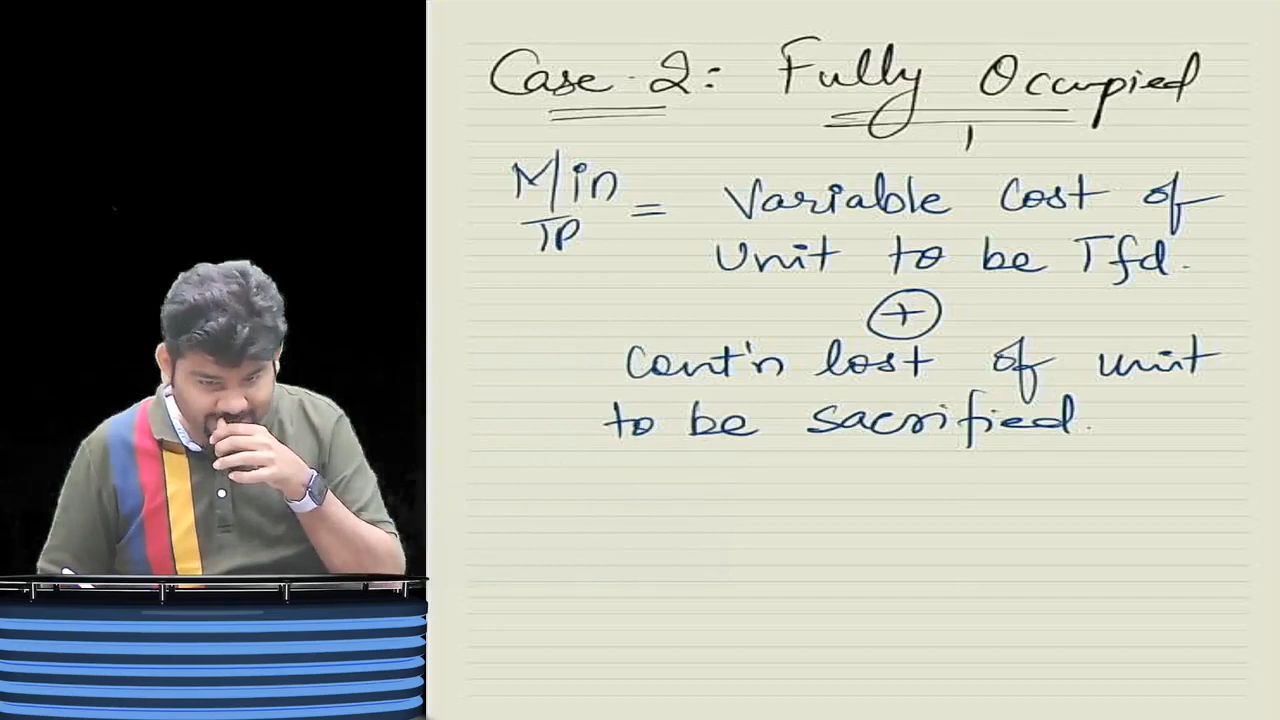 Case - 2: Fully Occupied
Min TP = Variable Cost of
Unit to be Tfd.
+
Cont'n lost of unit
to be sacrified.